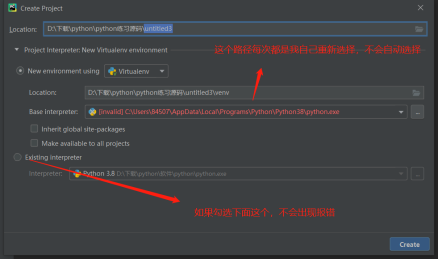 Create Project
Location: D:\下载\python\python练习源码\untitled3
Project Interpreter: New Virtualenv environment
这个路径每次都是我自己重新选择，不会自动选择
New environment using Virtualenv
Location: D:\下载\python\python练习源码\untitled3\venv
Base Interpreter: [invalid] C:\Users\84507\AppData\Local\Programs\Python\Python38\python.exe
Inherit global site-packages
Make available to all projects
Existing Interpreter
Interpreter: Python 3.8 D:\下载\python\软件\python\python.exe
如果勾选下面这个，不会出现报错
Create